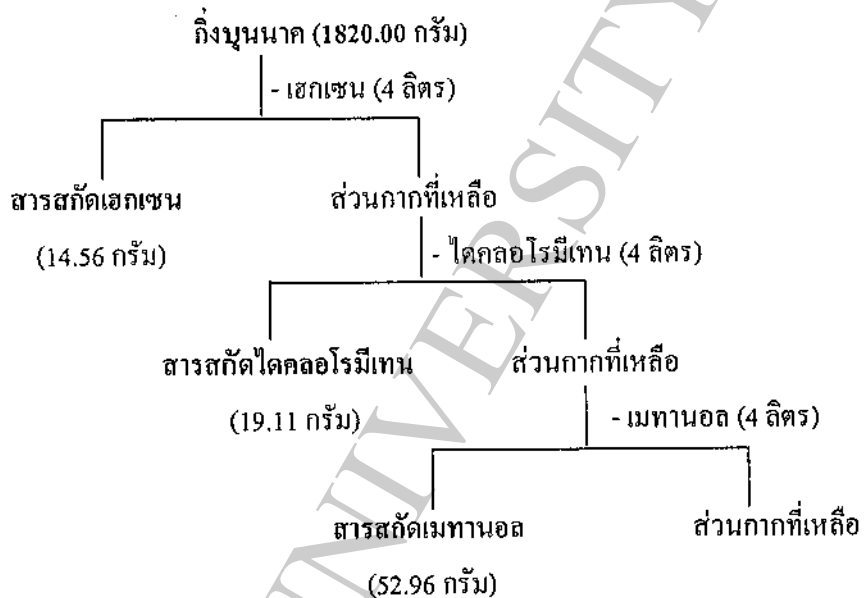 กิ่งบุนนาค (1820.00 กรัม)
- เฮกเซน (4 ลิตร)
สารสกัดเฮกเซน ส่วนกากที่เหลือ
(14.56 กรัม)
- ไดคลอโรมีเทน (4 ลิตร)
สารสกัดไดคลอโรมีเทน ส่วนกากที่เหลือ
(19.11 กรัม)
- เมทานอล (4 ลิตร)
สารสกัดเมทานอล ส่วนกากที่เหลือ
(52.96 กรัม)
UNIVERSITY